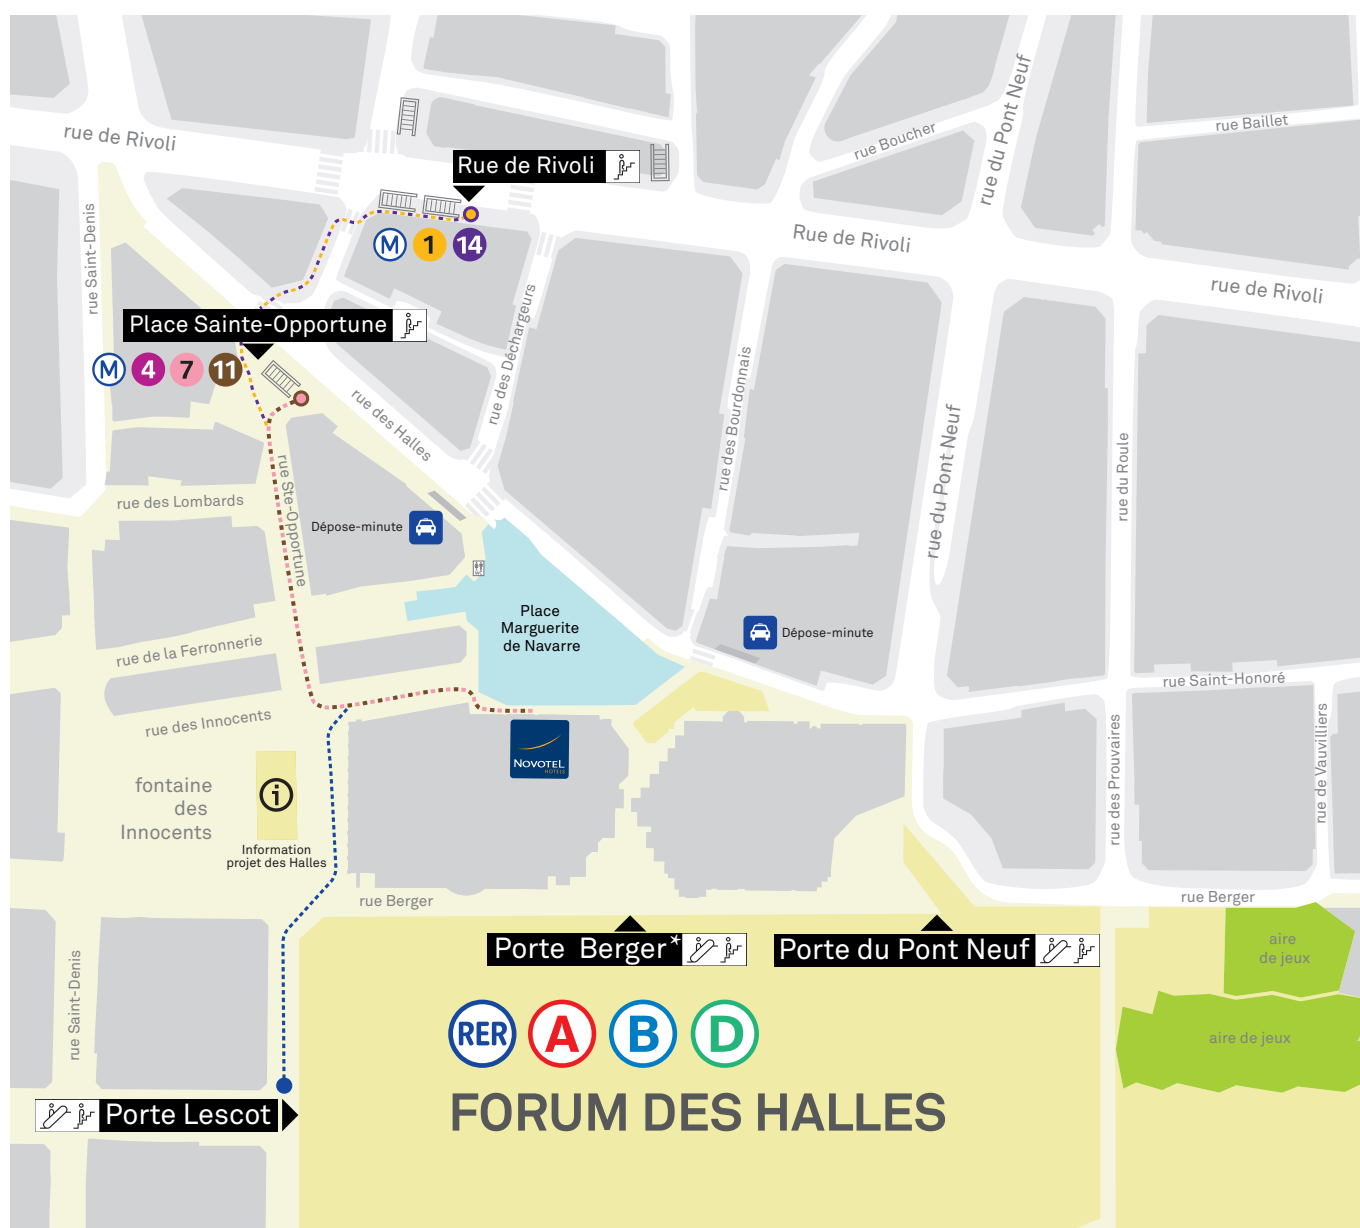 rue de Rivoli
rue Saint-Denis
Rue de Rivoli
M 1 14
rue Boucher
rue du Pont Neuf
rue Baillet
Rue de Rivoli
rue de Rivoli
Place Sainte-Opportune
M 4 7 11
rue des Halles
rue des Déchargeurs
rue des Bourdonnais
rue du Pont Neuf
rue du Roule
rue des Lombards
rue Ste-Opportune
Dépose-minute
Place
Marguerite
de Navarre
Dépose-minute
rue de la Ferronnerie
rue des Innocents
rue Saint-Honoré
rue des Prouvaires
rue de Vauvilliers
NOVOTEL
HOTELS
fontaine
des
Innocents
i
Information
projet des Halles
rue Berger
rue Berger
Porte Berger*
Porte du Pont Neuf
aire
de jeux
aire de jeux
rue Saint-Denis
RER A B D
FORUM DES HALLES
Porte Lescot